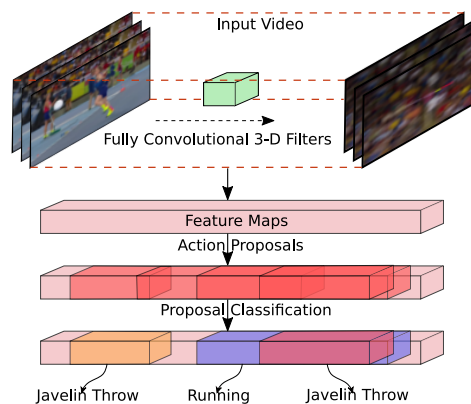 Input Video
Fully Convolutional 3-D Filters
Feature Maps
Action Proposals
Proposal Classification
Javelin Throw
Running
Javelin Throw